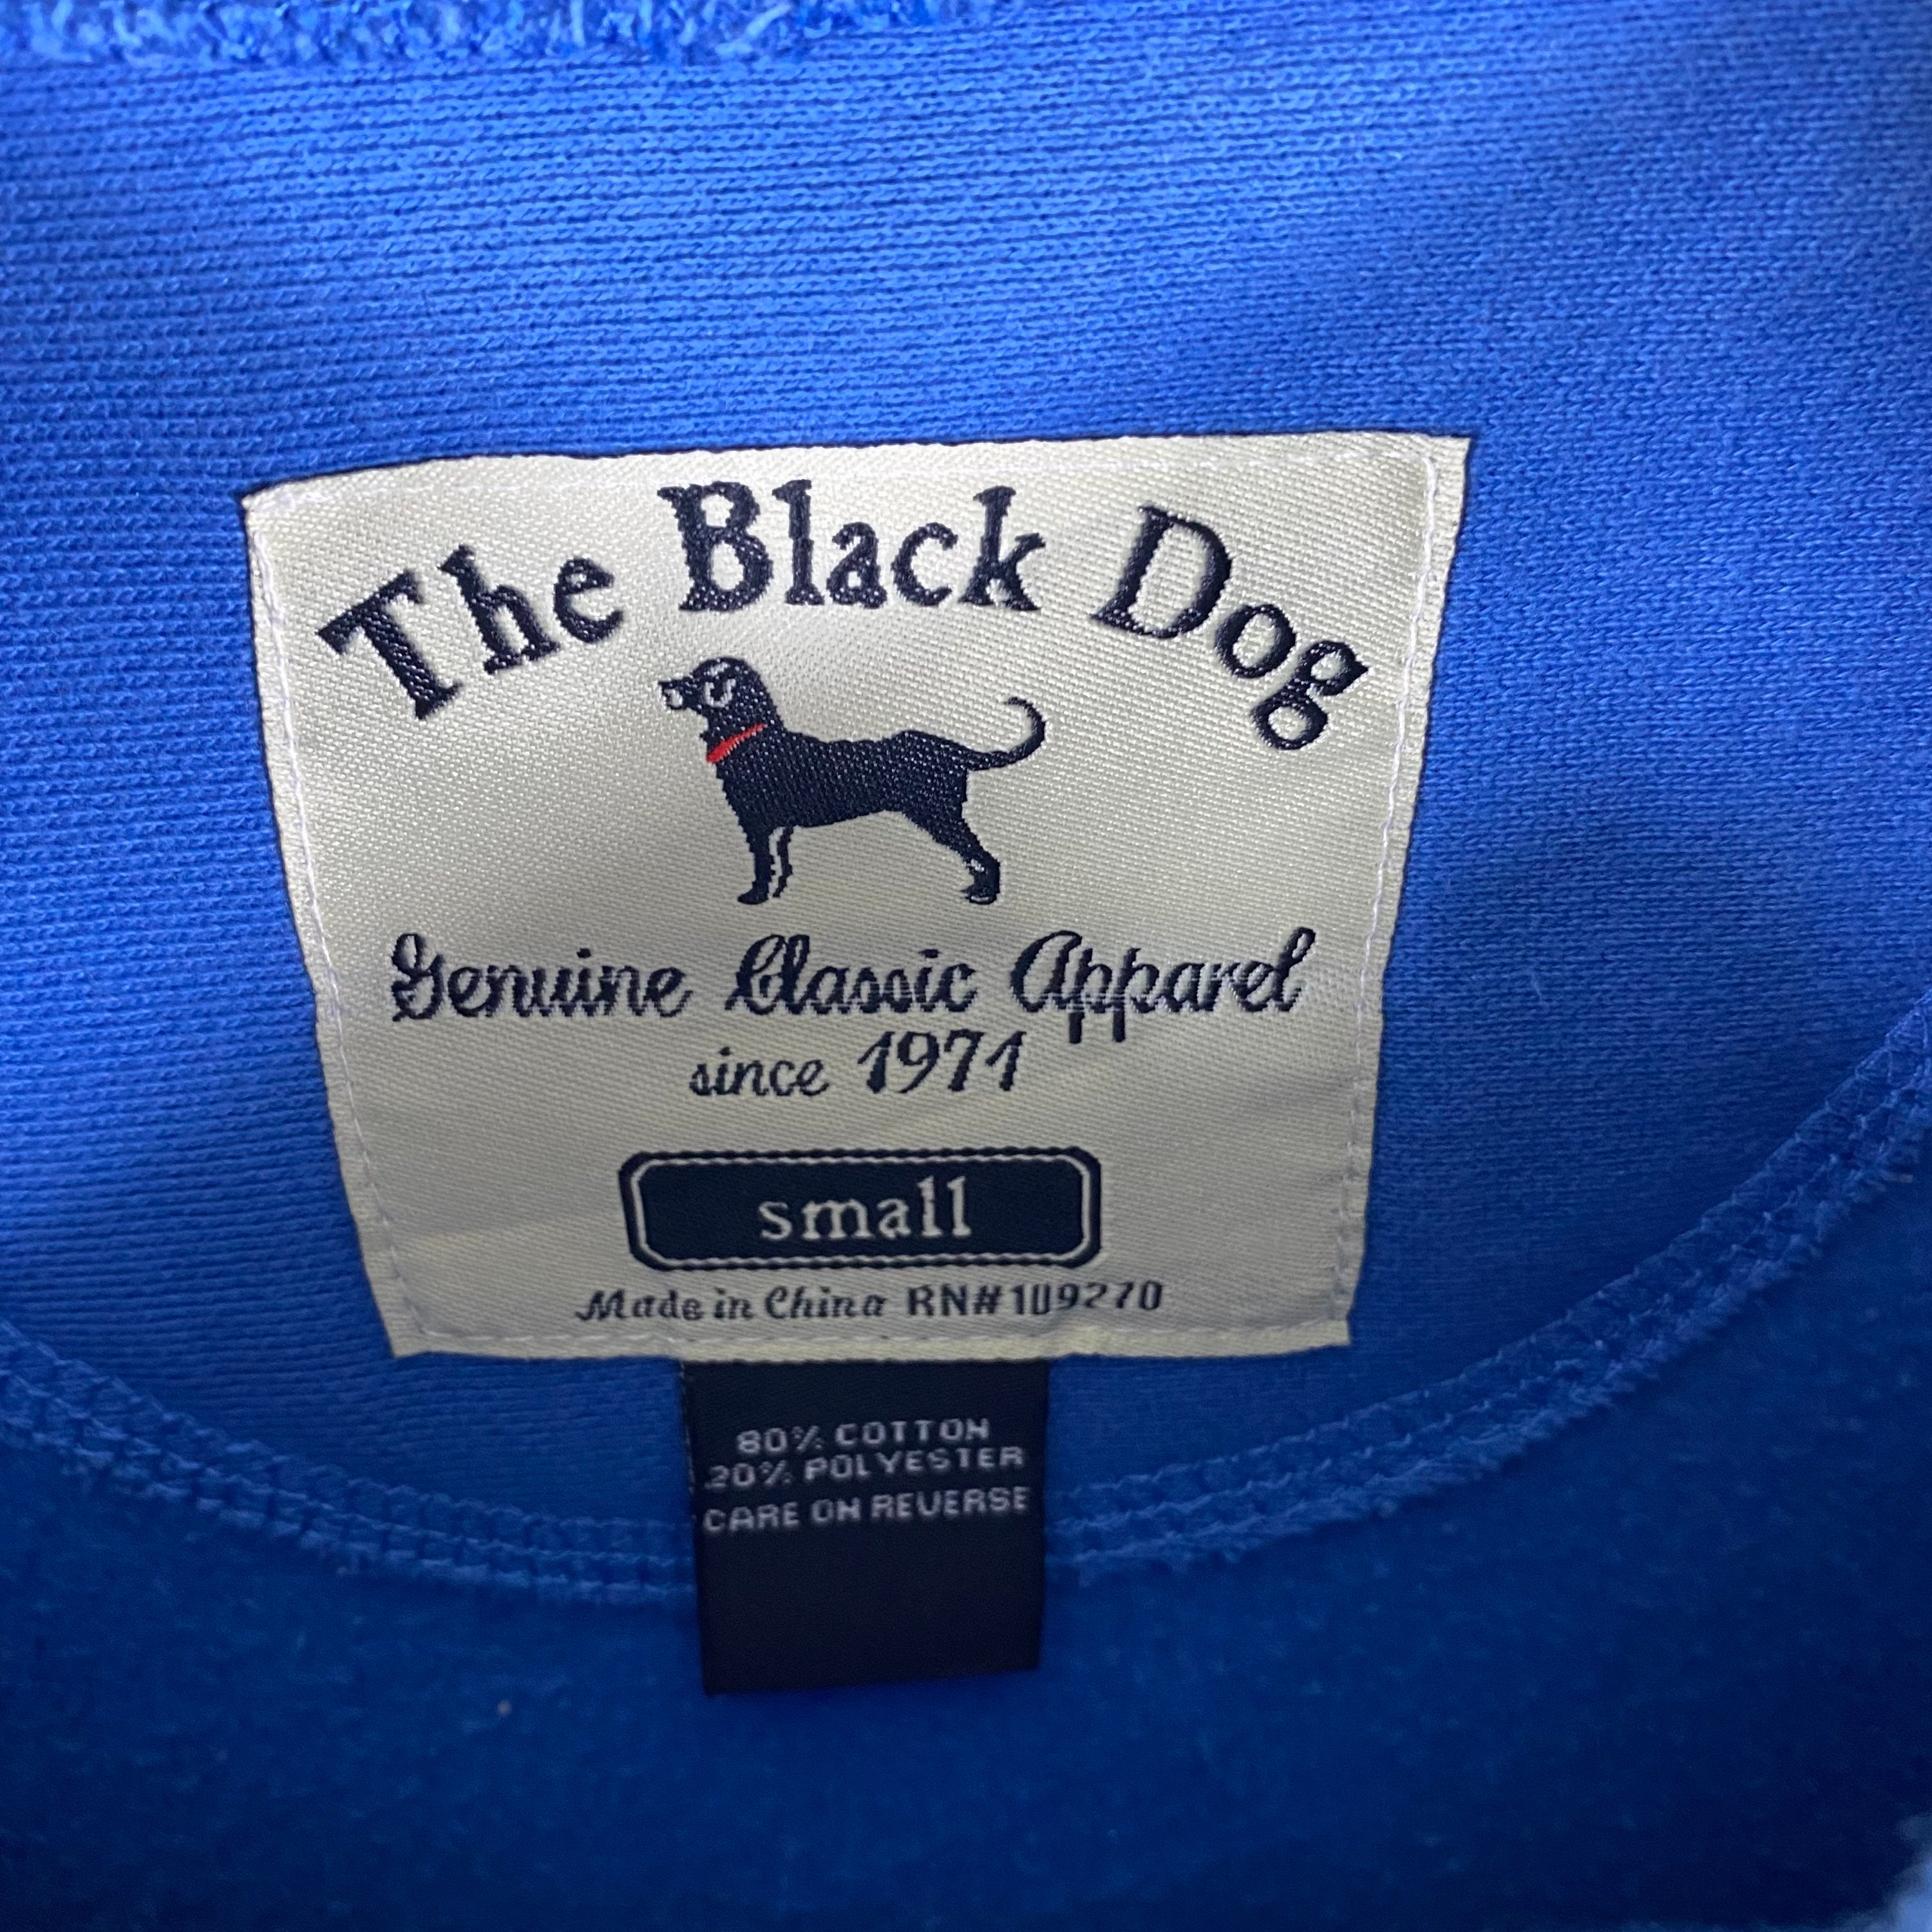 The Black Dog
Genuine Classic Apparel
since 1971
small
Made in China RN#109270
80% COTTON
20% POLYESTER
CARE ON REVERSE